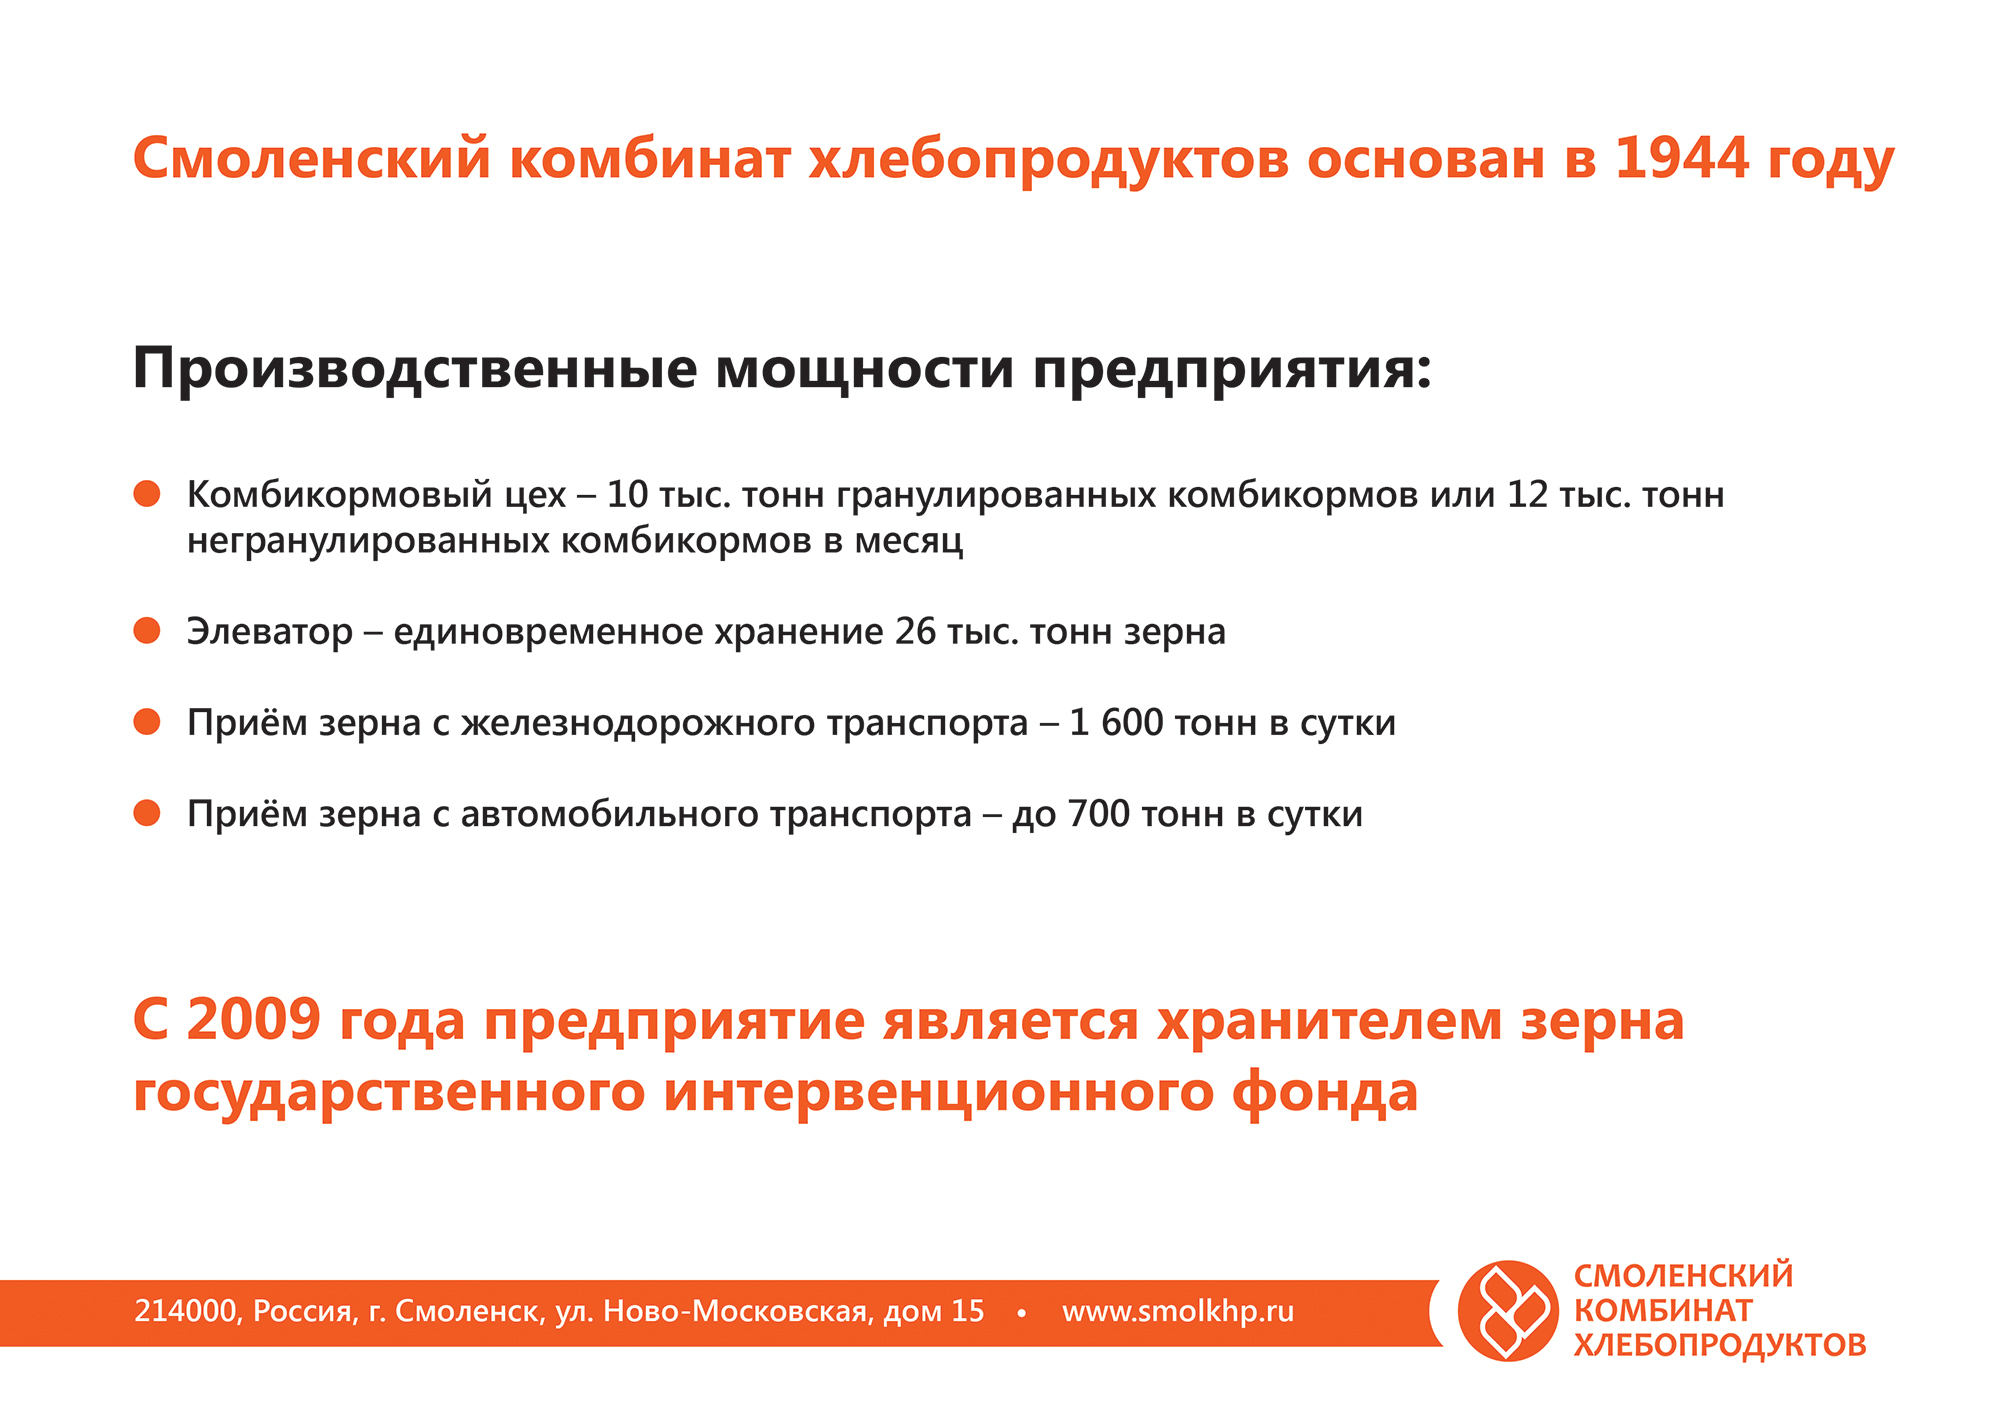 Смоленский комбинат хлебопродуктов основан в 1944 году
Производственные мощности предприятия:
● Комбикормовый цех – 10 тыс. тонн гранулированных комбикормов или 12 тыс. тонн
негранулированных комбикормов в месяц
● Элеватор – единовременное хранение 26 тыс. тонн зерна
● Приём зерна с железнодорожного транспорта – 1 600 тонн в сутки
● Приём зерна с автомобильного транспорта – до 700 тонн в сутки
С 2009 года предприятие является хранителем зерна
государственного интервенционного фонда
214000, Россия, г. Смоленск, ул. Ново-Московская, дом 15 • www.smolkhp.ru
СМОЛЕНСКИЙ
КОМБИНАТ
ХЛЕБОПРОДУКТОВ